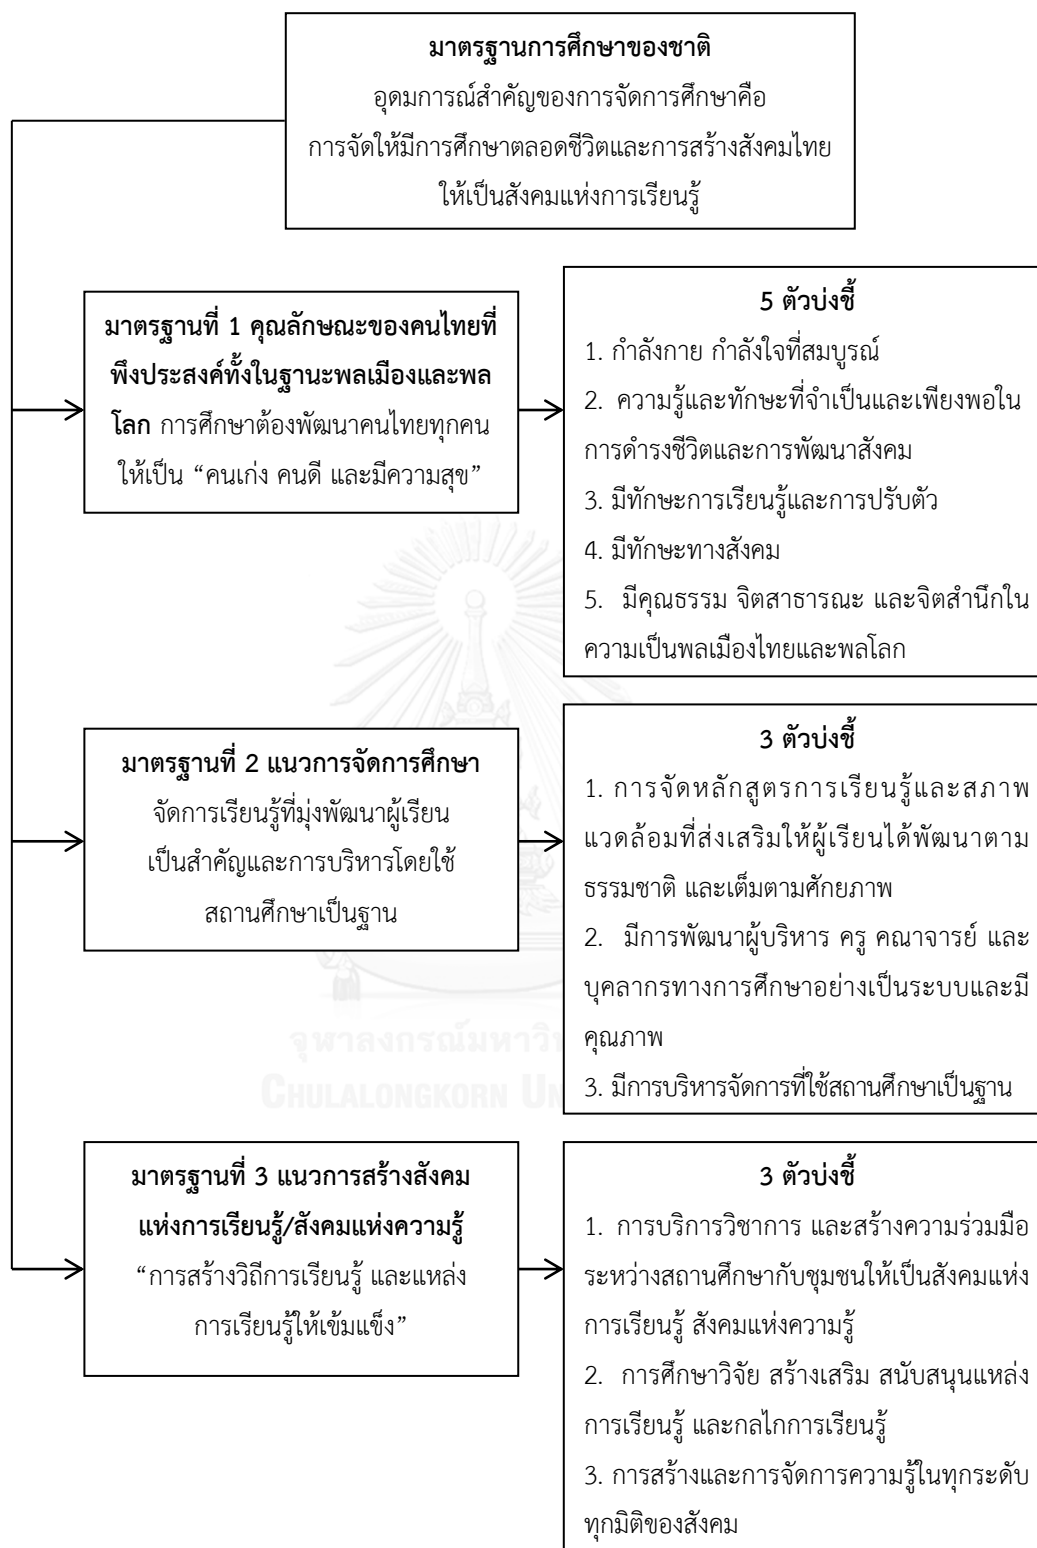 มาตรฐานการศึกษาของชาติ
อุดมการณ์สำคัญของการจัดการศึกษาคือ
การจัดให้มีการศึกษาตลอดชีวิตและการสร้างสังคมไทย
ให้เป็นสังคมแห่งการเรียนรู้
มาตรฐานที่ 1 คุณลักษณะของคนไทยที่
พึงประสงค์ทั้งในฐานะพลเมืองและพล
โลก การศึกษาต้องพัฒนาคนไทยทุกคน
ให้เป็น “คนเก่ง คนดี และมีความสุข”
5 ตัวบ่งชี้
1. กำลังกาย กำลังใจที่สมบูรณ์
2. ความรู้และทักษะที่จำเป็นและเพียงพอใน
การดำรงชีวิตและการพัฒนาสังคม
3. มีทักษะการเรียนรู้และการปรับตัว
4. มีทักษะทางสังคม
5. มีคุณธรรม จิตสาธารณะ และจิตสำนึกใน
ความเป็นพลเมืองไทยและพลโลก
มาตรฐานที่ 2 แนวการจัดการศึกษา
จัดการเรียนรู้ที่มุ่งพัฒนาผู้เรียน
เป็นสำคัญและการบริหารโดยใช้
สถานศึกษาเป็นฐาน
3 ตัวบ่งชี้
1. การจัดหลักสูตรการเรียนรู้และสภาพ
แวดล้อมที่ส่งเสริมให้ผู้เรียนได้พัฒนาตาม
ธรรมชาติ และเต็มตามศักยภาพ
2. มีการพัฒนาผู้บริหาร ครู คณาจารย์ และ
บุคลากรทางการศึกษาอย่างเป็นระบบและมี
คุณภาพ
3. มีการบริหารจัดการที่ใช้สถานศึกษาเป็นฐาน
จุฬาลงกรณ์มหาวิ
CHULALONGKORN UN
มาตรฐานที่ 3 แนวการสร้างสังคม
แห่งการเรียนรู้/สังคมแห่งความรู้
“การสร้างวิถีการเรียนรู้ และแหล่ง
การเรียนรู้ให้เข้มแข็ง”
3 ตัวบ่งชี้
1. การบริการวิชาการ และสร้างความร่วมมือ
ระหว่างสถานศึกษากับชุมชนให้เป็นสังคมแห่ง
การเรียนรู้ สังคมแห่งความรู้
2. การศึกษาวิจัย สร้างเสริม สนับสนุนแหล่ง
การเรียนรู้ และกลไกการเรียนรู้
3. การสร้างและการจัดการความรู้ในทุกระดับ
ทุกมิติของสังคม